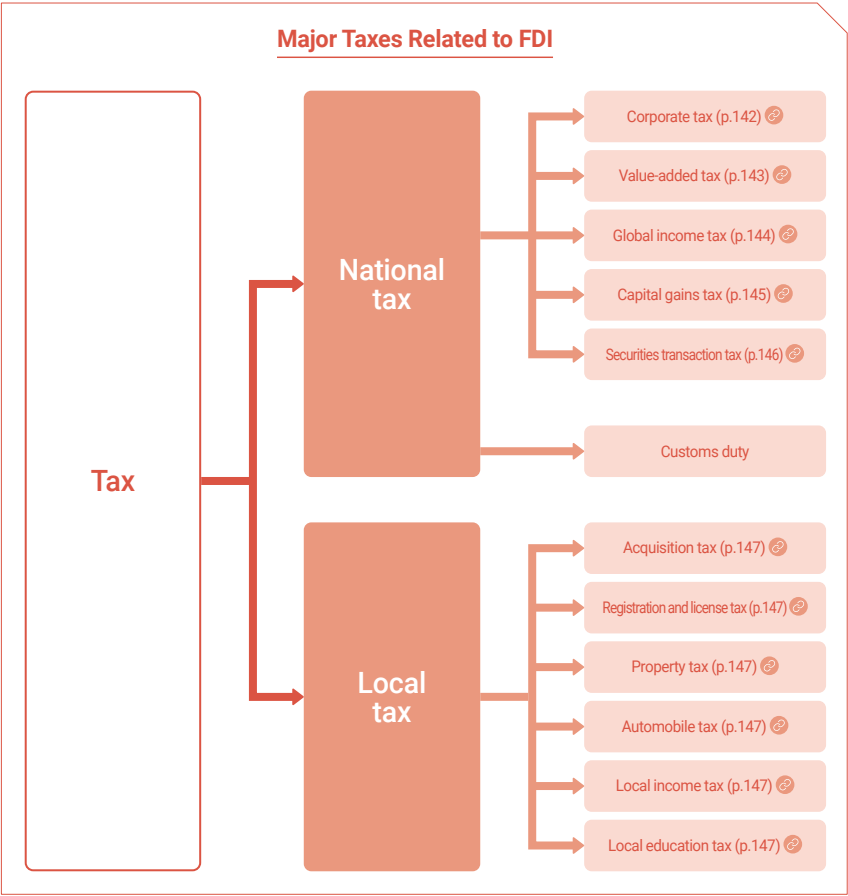 Major Taxes Related to FDI
Tax
National
tax
Corporate tax (p.142)
Value-added tax (p.143)
Global income tax (p.144)
Capital gains tax (p.145)
Securities transaction tax (p.146)
Customs duty
Local
tax
Acquisition tax (p.147)
Registration and license tax (p.147)
Property tax (p.147)
Automobile tax (p.147)
Local income tax (p.147)
Local education tax (p.147)